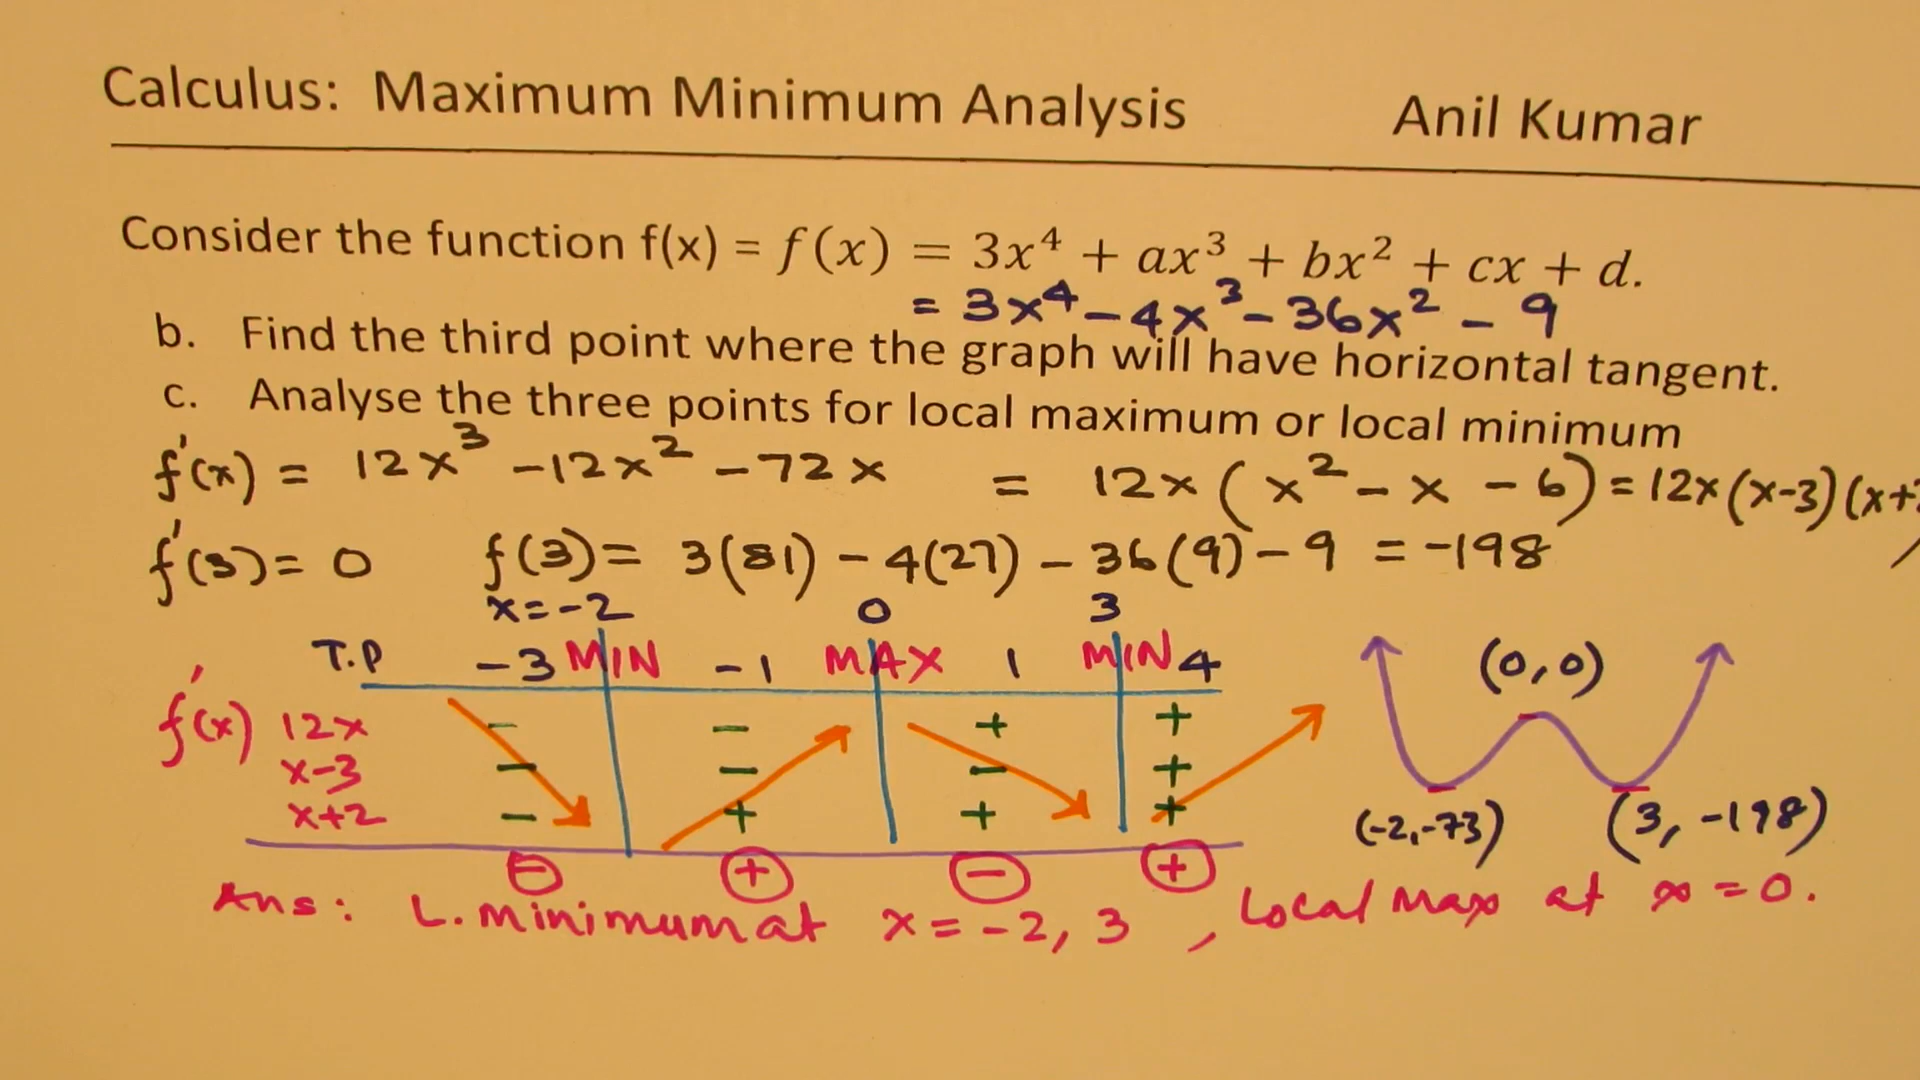 Calculus: Maximum Minimum Analysis Anil Kumar
Consider the function f(x) = f(x) = 3x⁴ + ax³ + bx² + cx + d.
= 3x⁴ - 4x³ - 36x² - 9
b. Find the third point where the graph will have horizontal tangent.
c. Analyse the three points for local maximum or local minimum
f'(x) = 12x³ - 12x² - 72x = 12x(x² - x - 6) = 12x(x-3)(x+
f'(3) = 0 f(3) = 3(81) - 4(27) - 36(9) - 9 = -198
x = -2 0 3
T.P -3 MIN -1 MAX 1 MIN 4 (0,0)
f'(x) 12x - - + +
x-3 - - - +
x+2 - + + + (-2,-73) (3, -198)
- + - +
Ans: L. minimum at x = -2, 3 , Local Max at x = 0.